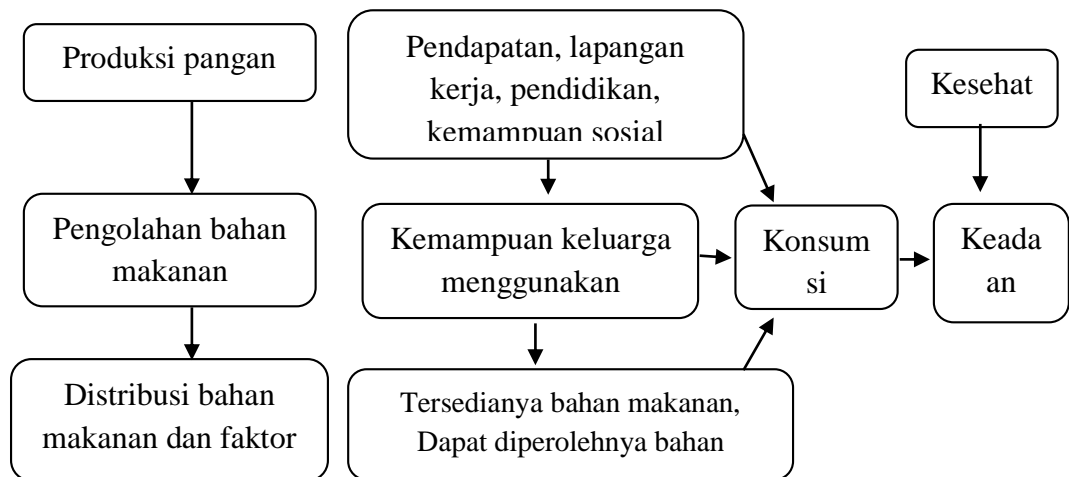 Produksi pangan
Pengolahan bahan
makanan
Distribusi bahan
makanan dan faktor
Pendapatan, lapangan
kerja, pendidikan,
kemampuan sosial
Kemampuan keluarga
menggunakan
Tersedianya bahan makanan,
Dapat diperolehnya bahan
Konsum
si
Kesehat
Keada
an